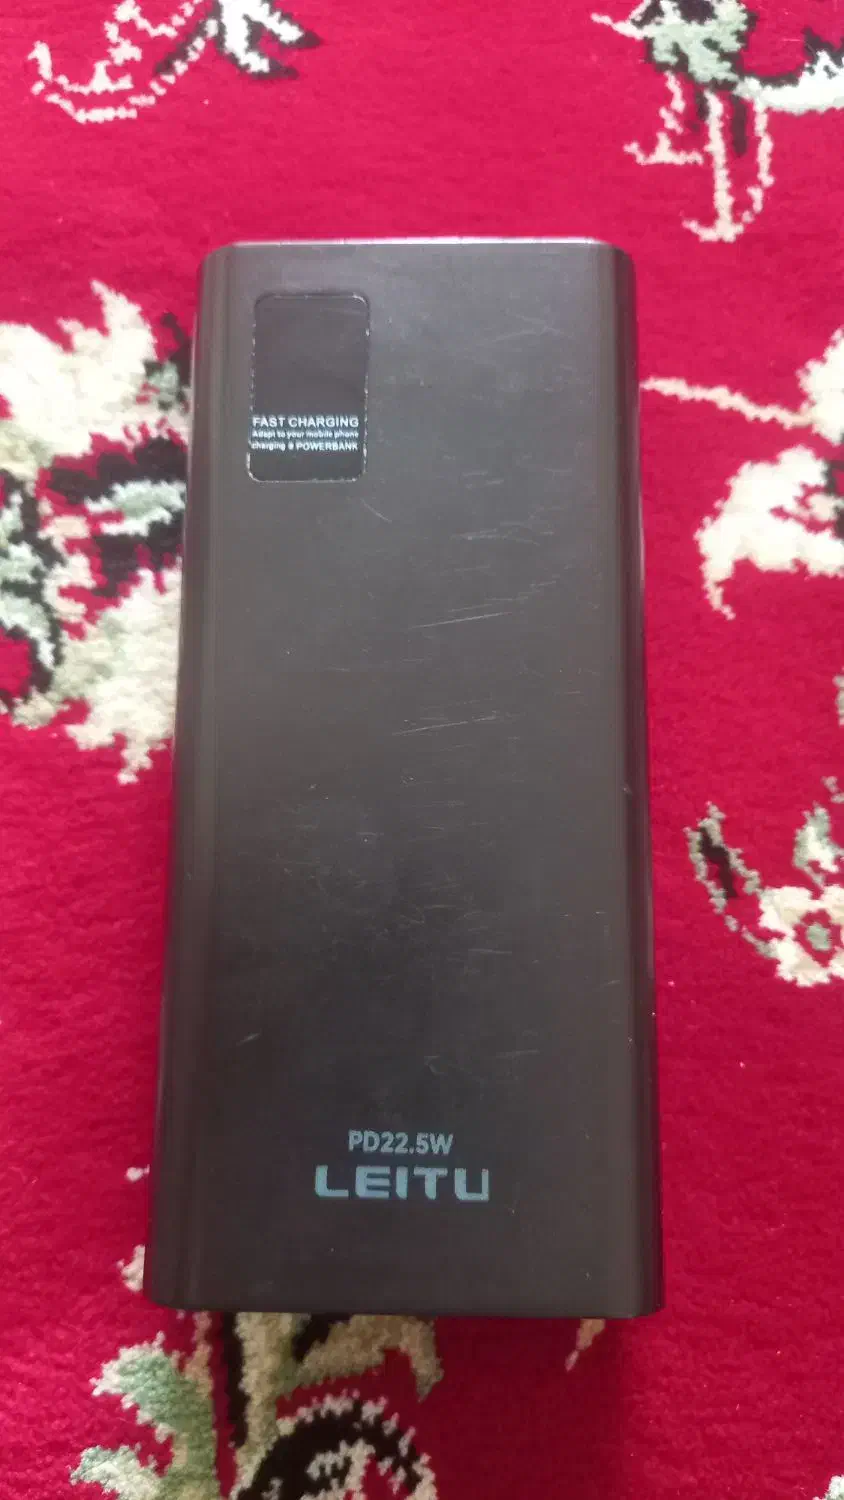 FAST CHARGING
Adapt to your mobile phone
charging a POWERBANK
PD22.5W
LEITU